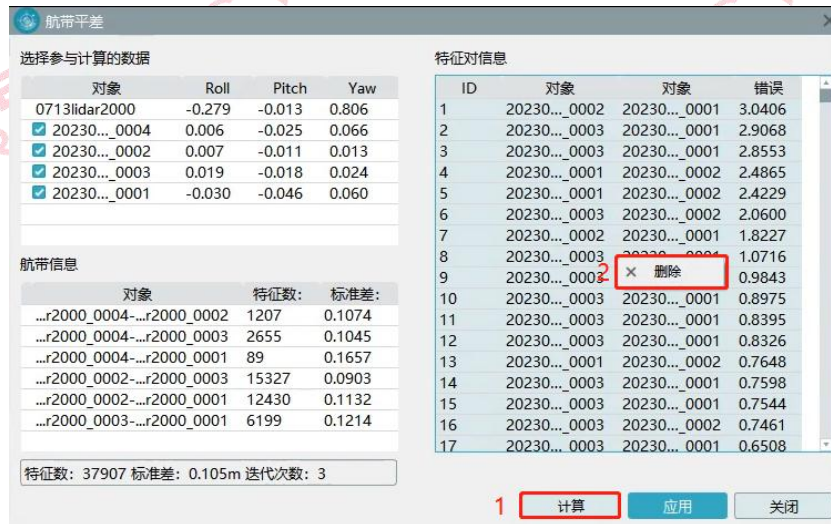 航带平差
选择参与计算的数据
对象 Roll Pitch Yaw
0713lidar2000 -0.279 -0.013 0.806
20230..._0004 0.006 -0.025 0.066
20230..._0002 0.007 -0.011 0.013
20230..._0003 0.019 -0.018 0.024
20230..._0001 -0.030 -0.046 0.060
航带信息
对象 特征数: 标准差:
...r2000_0004-...r2000_0002 1207 0.1074
...r2000_0004-...r2000_0003 2655 0.1045
...r2000_0004-...r2000_0001 89 0.1657
...r2000_0002-...r2000_0003 15327 0.0903
...r2000_0002-...r2000_0001 12430 0.1132
...r2000_0003-...r2000_0001 6199 0.1214
特征数: 37907 标准差: 0.105m 迭代次数: 3
特征对信息
ID 对象 对象 错误
1 20230..._0002 20230..._0001 3.0406
2 20230..._0003 20230..._0001 2.9068
3 20230..._0003 20230..._0001 2.8553
4 20230..._0001 20230..._0002 2.4865
5 20230..._0001 20230..._0002 2.4229
6 20230..._0003 20230..._0002 2.0600
7 20230..._0002 20230..._0001 1.8227
8 20230..._0003 1.0716
9 0.9843
2 × 删除
10 20230..._0003 20230..._0001 0.8975
11 20230..._0003 20230..._0001 0.8395
12 20230..._0003 20230..._0001 0.8326
13 20230..._0001 20230..._0002 0.7648
14 20230..._0003 20230..._0001 0.7598
15 20230..._0003 20230..._0001 0.7544
16 20230..._0003 20230..._0002 0.7461
17 20230..._0003 20230..._0001 0.6508
1 计算 应用 关闭